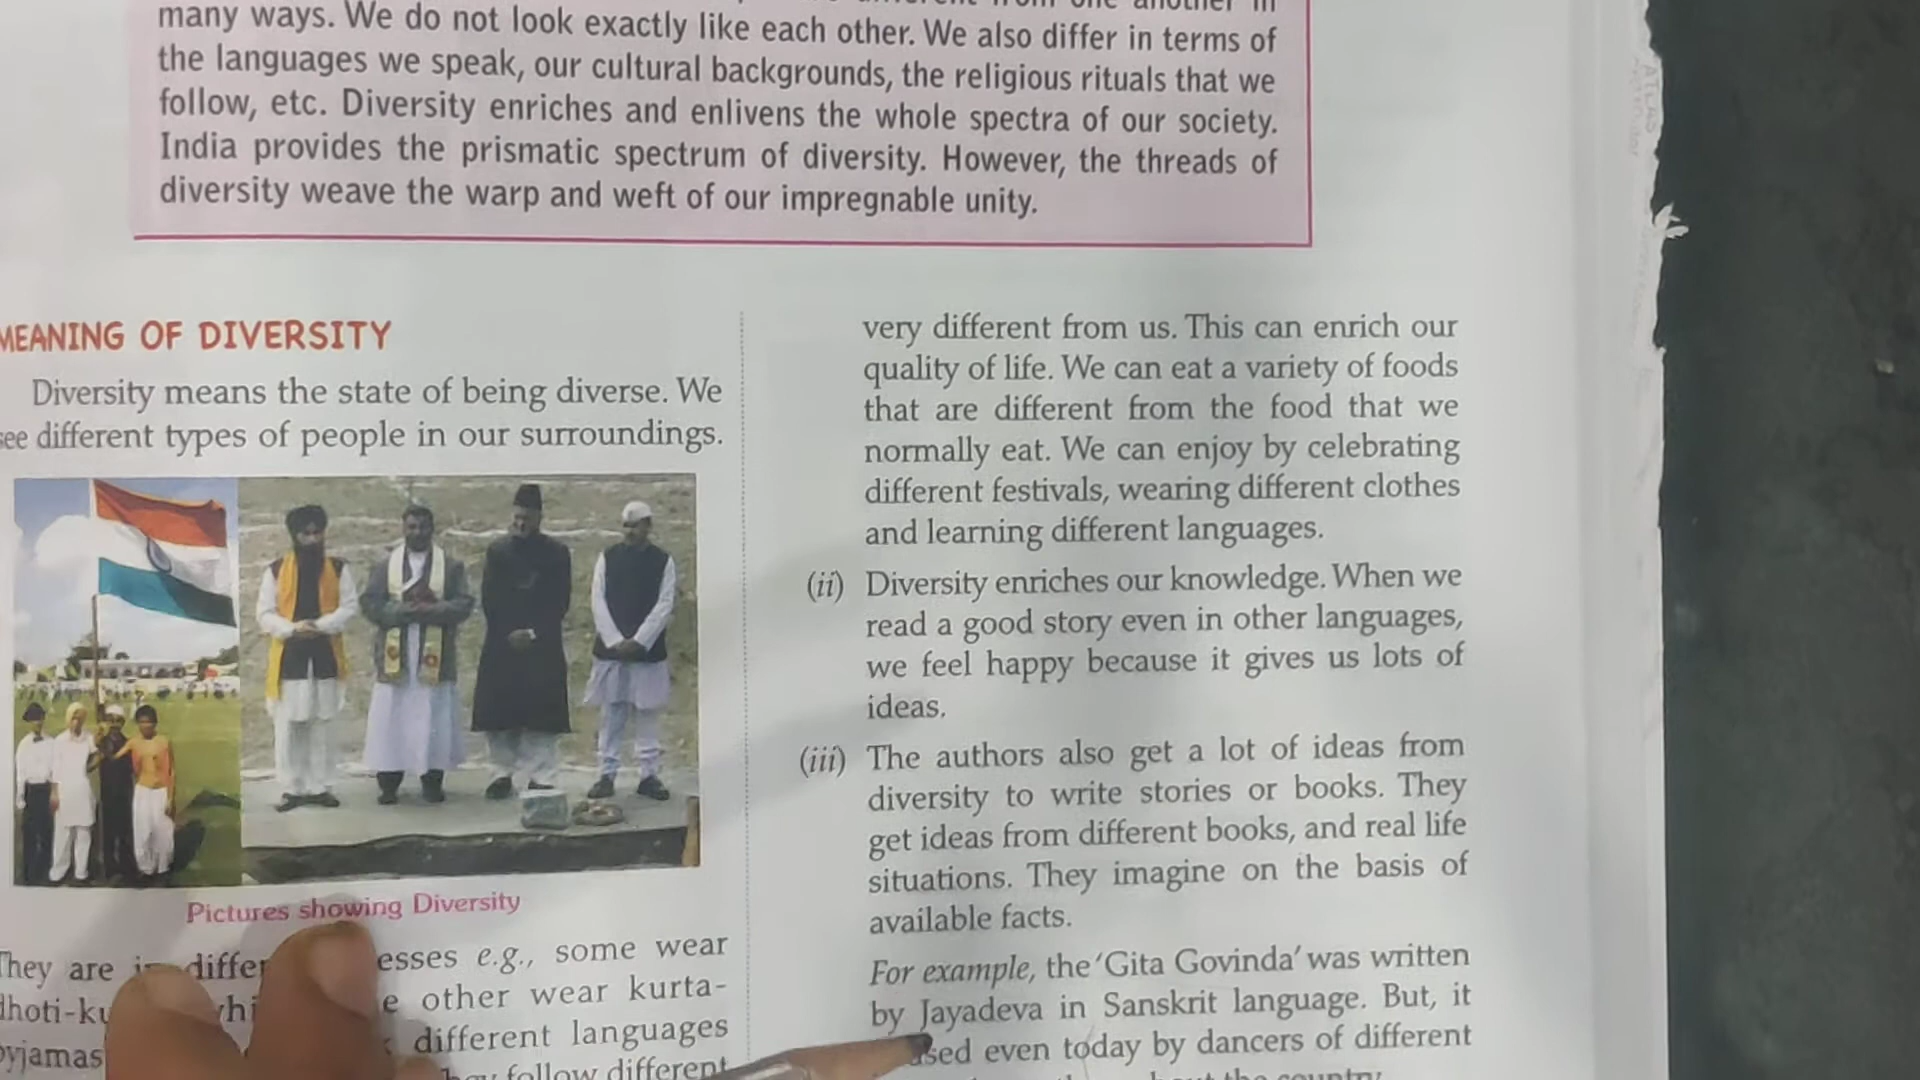 many ways. We do not look exactly like each other. We also differ in terms of
the languages we speak, our cultural backgrounds, the religious rituals that we
follow, etc. Diversity enriches and enlivens the whole spectra of our society.
India provides the prismatic spectrum of diversity. However, the threads of
diversity weave the warp and weft of our impregnable unity.
MEANING OF DIVERSITY
Diversity means the state of being diverse. We
see different types of people in our surroundings.
Pictures showing Diversity
They are esses e.g., some wear
other wear kurta-
pyjamas different languages
follow different
very different from us. This can enrich our
quality of life. We can eat a variety of foods
that are different from the food that we
normally eat. We can enjoy by celebrating
different festivals, wearing different clothes
and learning different languages.
(ii) Diversity enriches our knowledge. When we
read a good story even in other languages,
we feel happy because it gives us lots of
ideas.
(iii) The authors also get a lot of ideas from
diversity to write stories or books. They
get ideas from different books, and real life
situations. They imagine on the basis of
available facts.
For example, the 'Gita Govinda' was written
by Jayadeva in Sanskrit language. But, it
even today by dancers of different